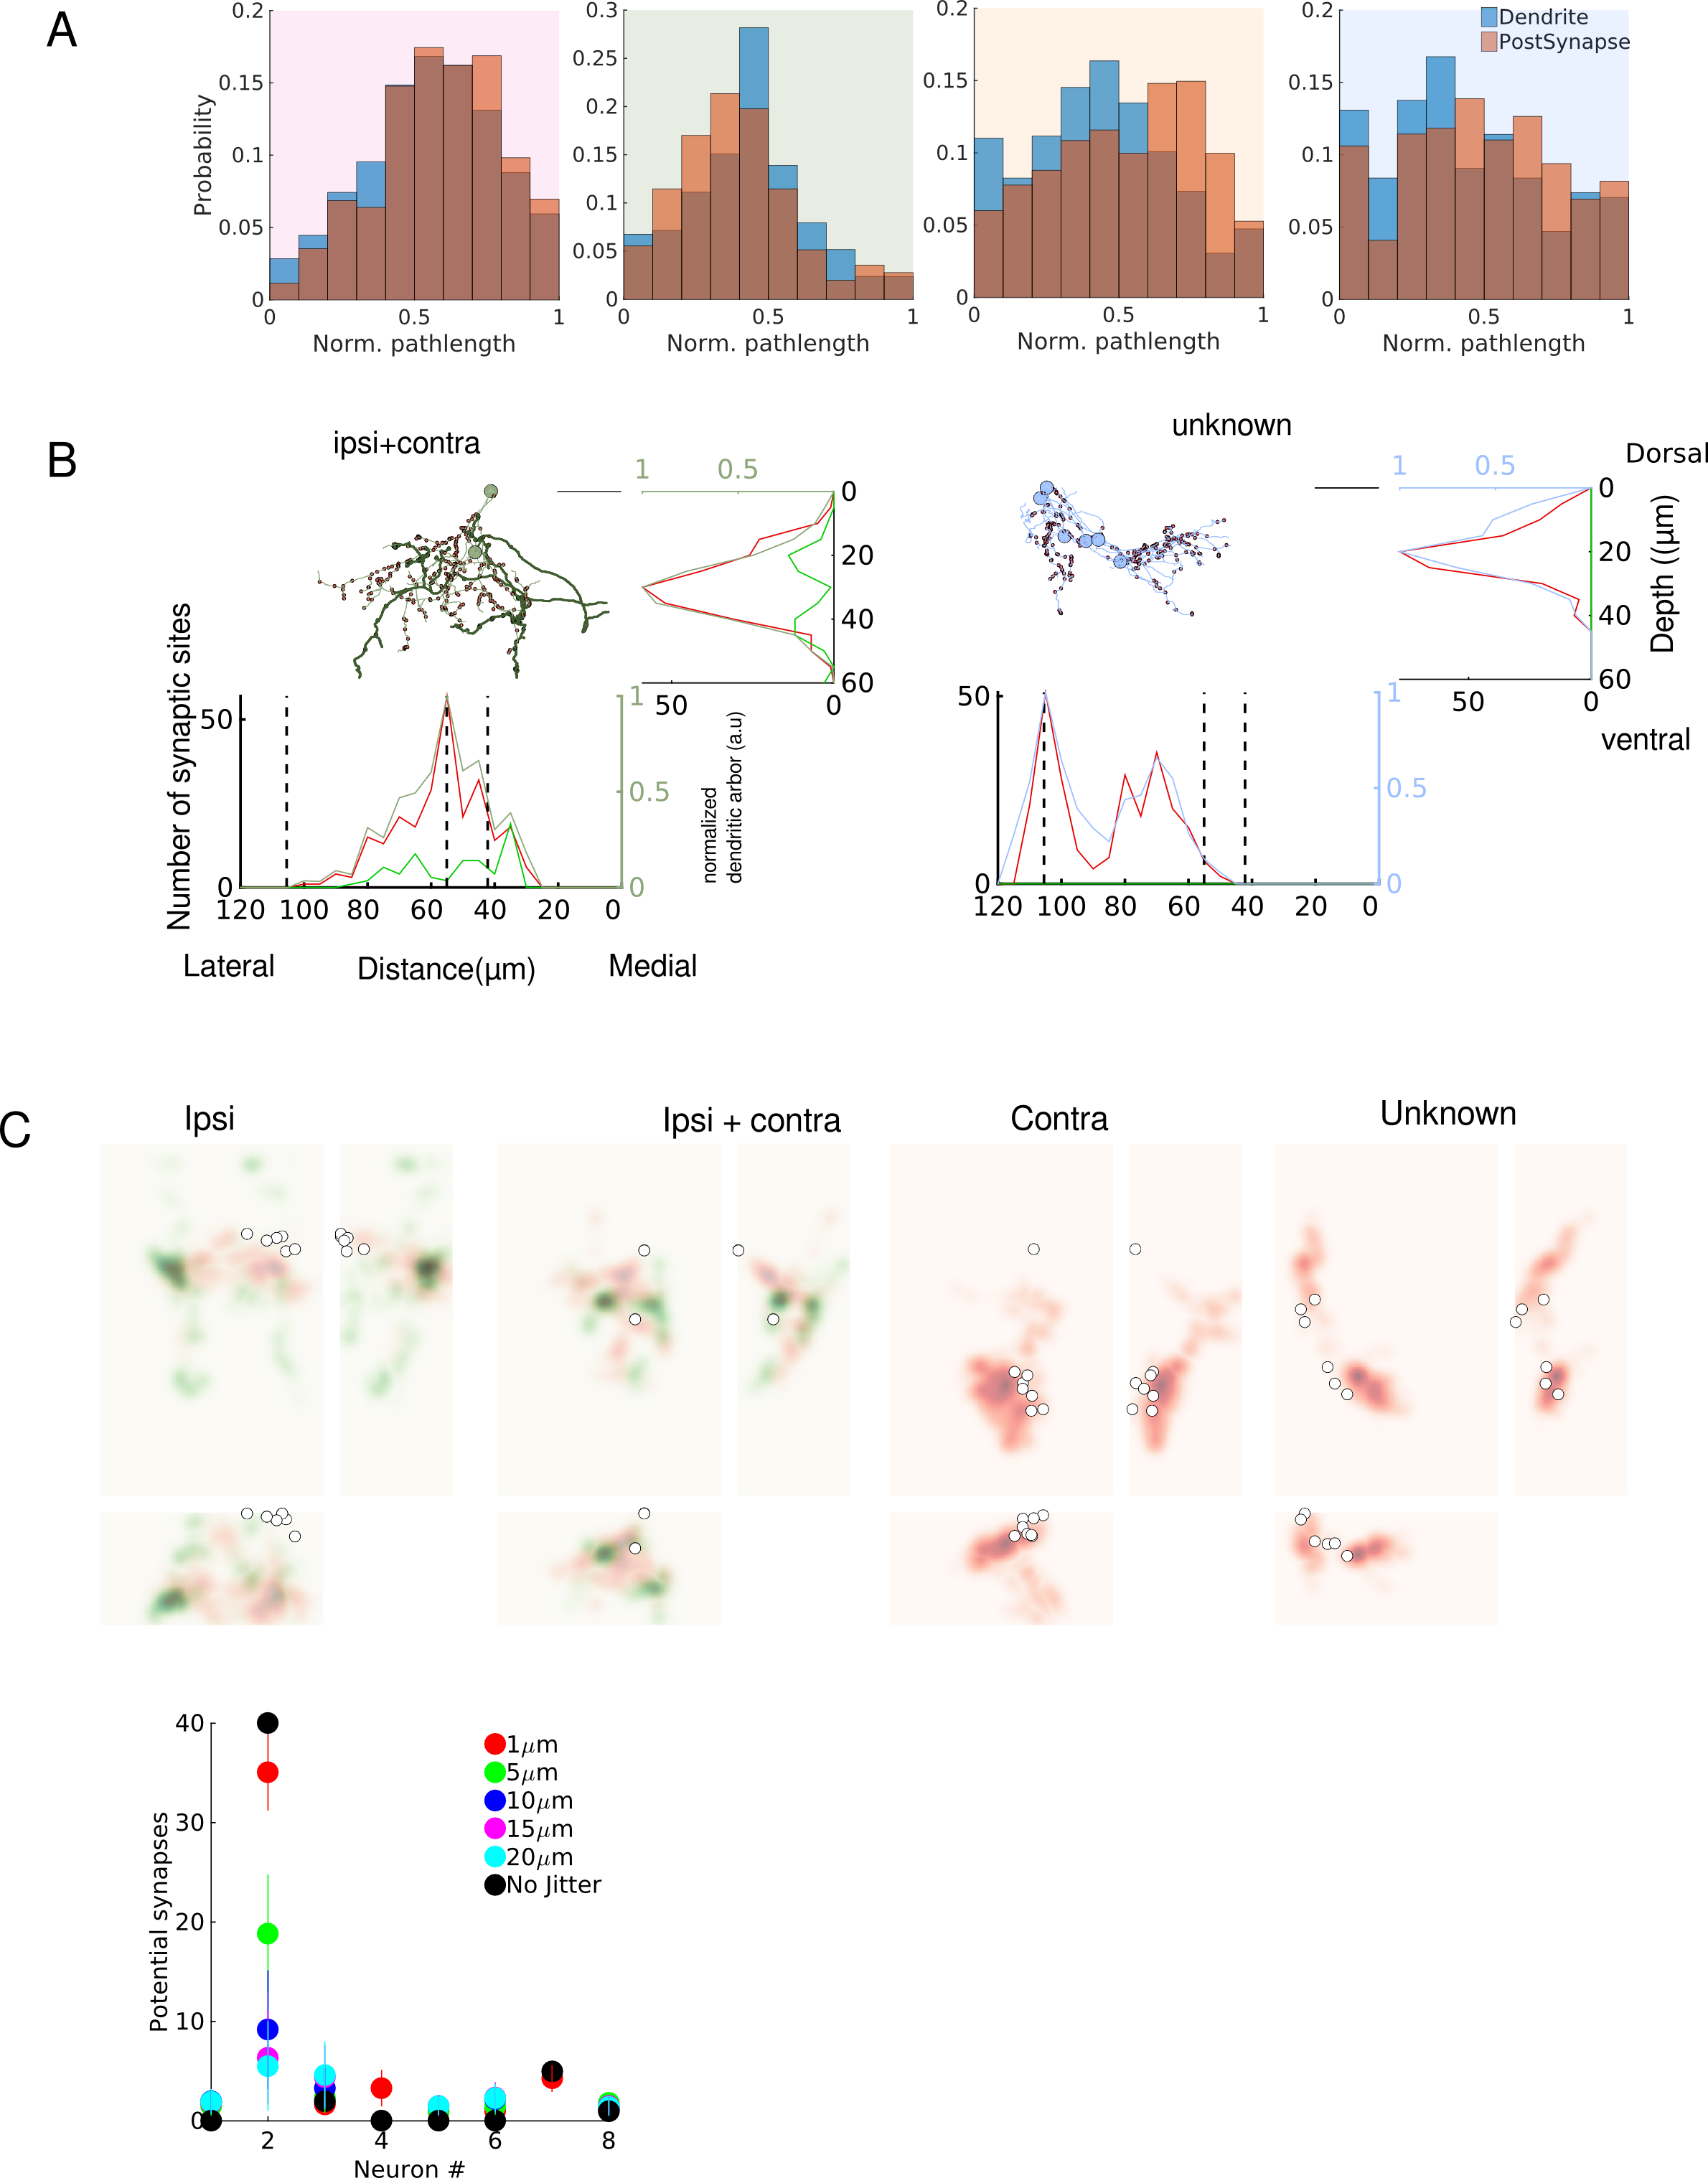 A
0.2
0.15
0.1
0.05
0
Probability
0
0.5
1
Norm. pathlength
0.3
0.25
0.2
0.15
0.1
0.05
0
0
0.5
1
Norm. pathlength
0.2
0.15
0.1
0.05
0
0
0.5
1
Norm. pathlength
0.2
0.15
0.1
0.05
0
0
0.5
1
Norm. pathlength
Dendrite
PostSynapse
B
ipsi+contra
1
0.5
0
20
40
60
50
0
Number of synaptic sites
50
0
1
0.5
0
normalized
dendritic arbor (a.u)
120
100
80
60
40
20
0
Lateral
Distance(µm)
Medial
unknown
1
0.5
Dorsal
0
20
40
60
Depth ((µm)
50
0
ventral
50
0
1
0.5
0
120
100
80
60
40
20
0
C
Ipsi
Ipsi + contra
Contra
Unknown
40
30
20
10
0
Potential synapses
1µm
5µm
10µm
15µm
20µm
No Jitter
2
4
6
8
Neuron #